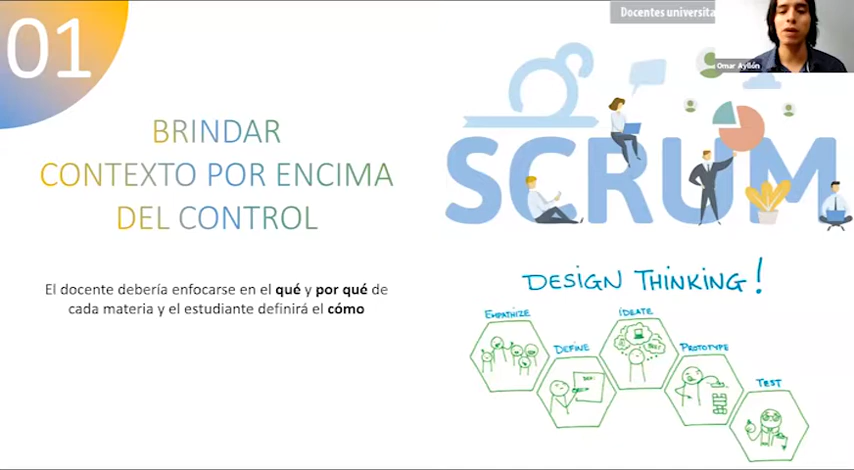 01
Docentes universita
Omar Ayllón
BRINDAR
CONTEXTO POR ENCIMA
DEL CONTROL
SCRUM
El docente debería enfocarse en el qué y por qué de
cada materia y el estudiante definirá el cómo
DESIGN THINKING!
EMPATHIZE
DEFINE
IDEATE
PROTOTYPE
TEST